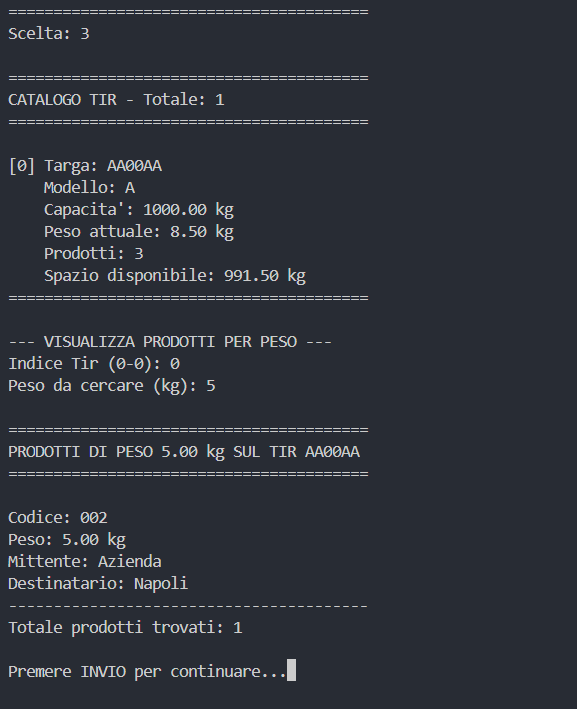 ========================================
Scelta: 3
========================================
CATALOGO TIR - Totale: 1
========================================
[0] Targa: AA00AA
    Modello: A
    Capacita': 1000.00 kg
    Peso attuale: 8.50 kg
    Prodotti: 3
    Spazio disponibile: 991.50 kg
========================================
--- VISUALIZZA PRODOTTI PER PESO ---
Indice Tir (0-0): 0
Peso da cercare (kg): 5
========================================
PRODOTTI DI PESO 5.00 kg SUL TIR AA00AA
========================================
Codice: 002
Peso: 5.00 kg
Mittente: Azienda
Destinatario: Napoli
----------------------------------------
Totale prodotti trovati: 1
Premere INVIO per continuare...